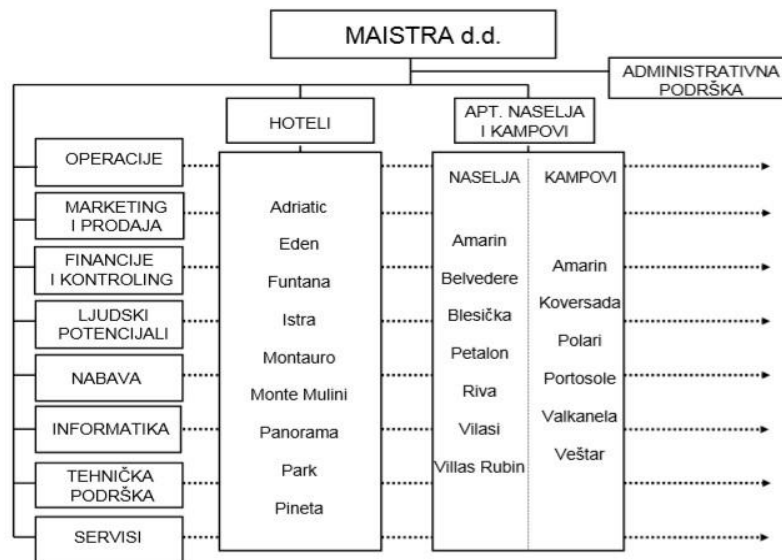 MAISTRA d.d.
ADMINISTRATIVNA
PODRŠKA
HOTELI
APT. NASELJA
I KAMPOVI
OPERACIJE
MARKETING
I PRODAJA
FINANCIJE
I KONTROLING
LJUDSKI
POTENCIJALI
NABAVA
INFORMATIKA
TEHNIČKA
PODRŠKA
SERVISI
Adriatic
Eden
Funtana
Istra
Montauro
Monte Mulini
Panorama
Park
Pineta
NASELJA
Amarin
Belvedere
Blesička
Petalon
Riva
Vilasi
Villas Rubin
KAMPOVI
Amarin
Koversada
Polari
Portosole
Valkanela
Veštar